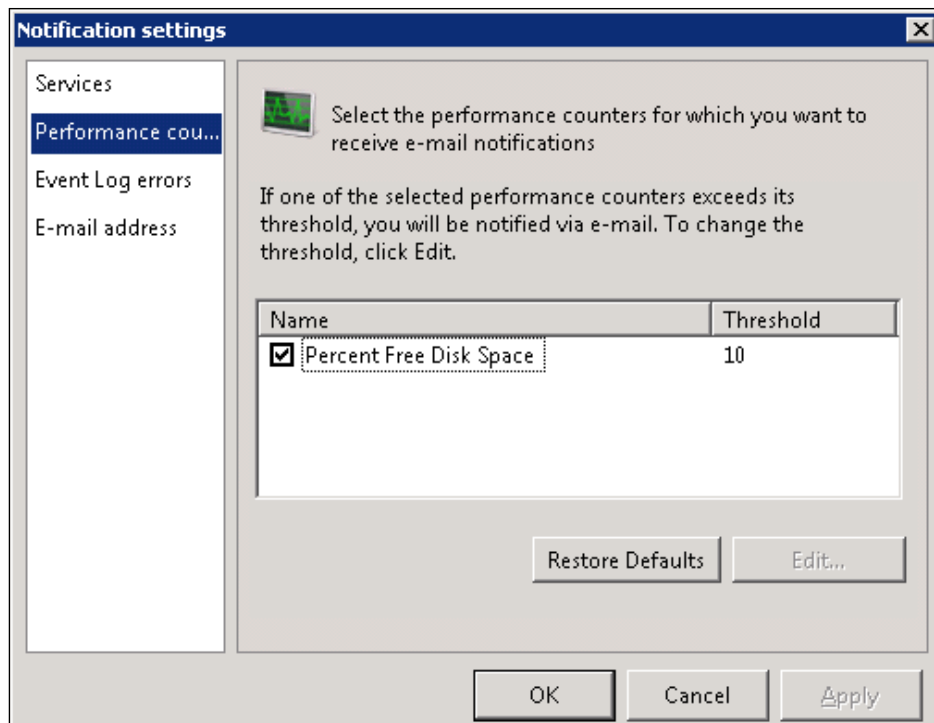 Notification settings
Services
Performance cou...
Event Log errors
E-mail address
Select the performance counters for which you want to
receive e-mail notifications
If one of the selected performance counters exceeds its
threshold, you will be notified via e-mail. To change the
threshold, click Edit.
Name Threshold
Percent Free Disk Space 10
Restore Defaults Edit...
OK Cancel Apply